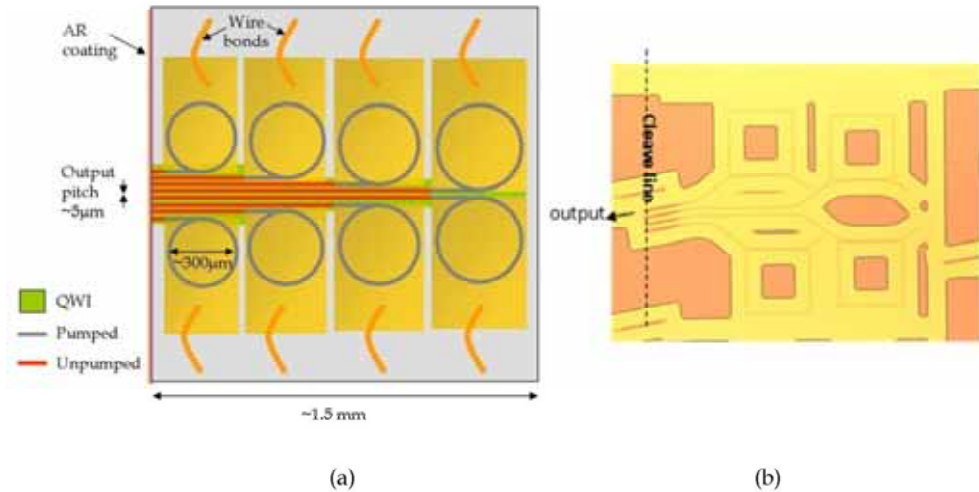 AR
coating
Wire
bonds
Output
pitch
~5µm
~300µm
QWI
Pumped
Unpumped
~1.5 mm
(a)
Cleave line
output
(b)